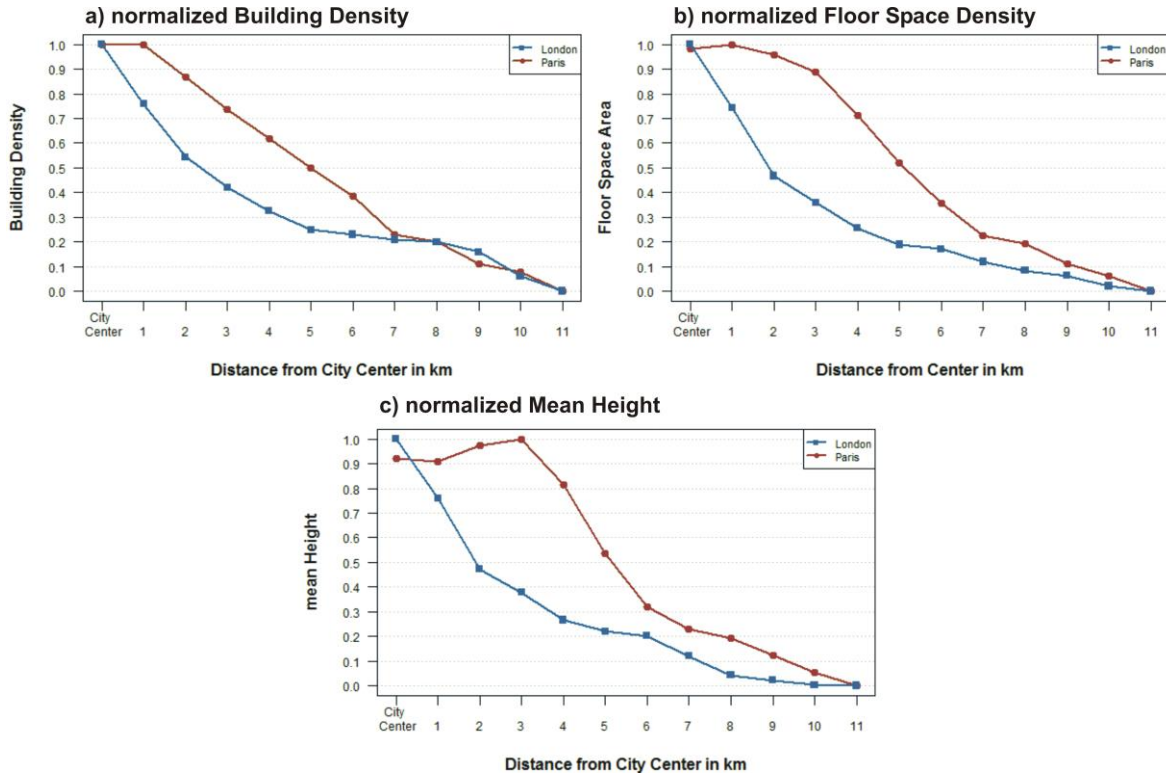 a) normalized Building Density
1.0
0.9
0.8
0.7
0.6
0.5
0.4
0.3
0.2
0.1
0.0
Building Density
London
Paris
City
Center 1 2 3 4 5 6 7 8 9 10 11
Distance from City Center in km
b) normalized Floor Space Density
1.0
0.9
0.8
0.7
0.6
0.5
0.4
0.3
0.2
0.1
0.0
Floor Space Area
London
Paris
City
Center 1 2 3 4 5 6 7 8 9 10 11
Distance from Center in km
c) normalized Mean Height
1.0
0.9
0.8
0.7
0.6
0.5
0.4
0.3
0.2
0.1
0.0
mean Height
London
Paris
City
Center 1 2 3 4 5 6 7 8 9 10 11
Distance from City Center in km